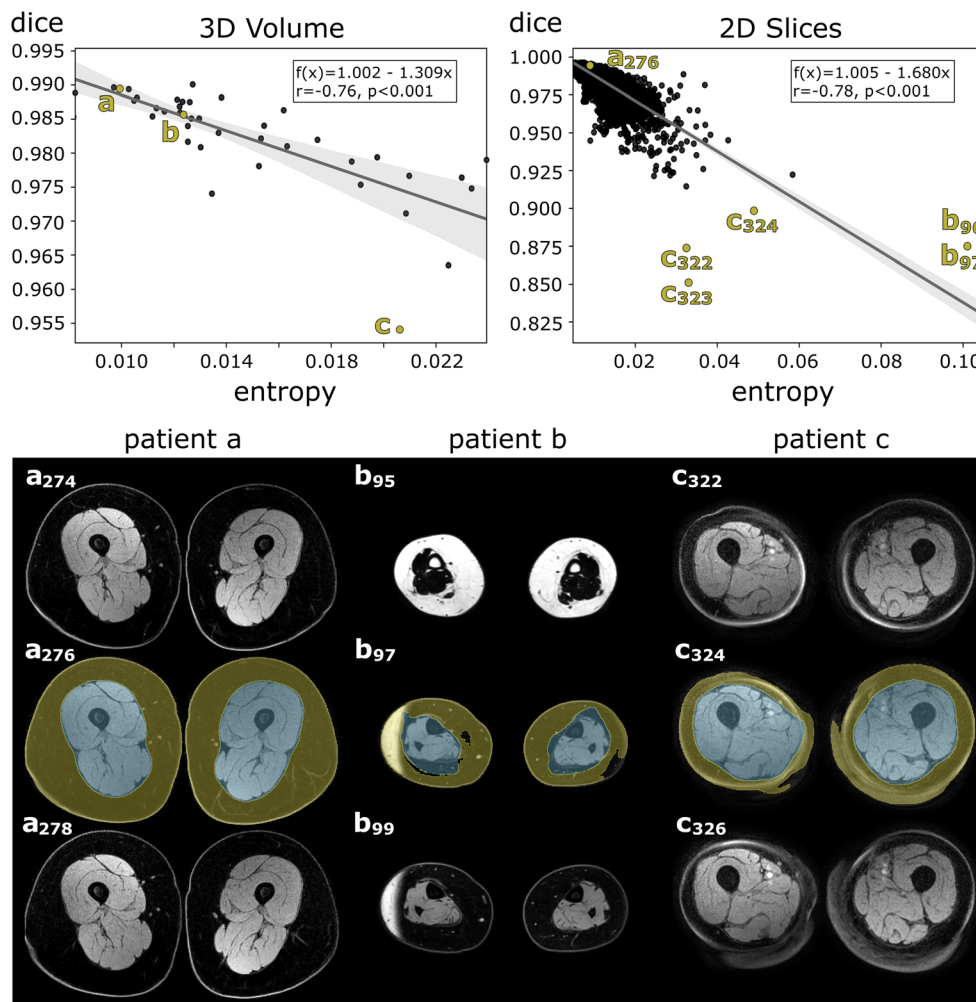 dice
3D Volume
0.995
0.990
0.985
0.980
0.975
0.970
0.965
0.960
0.955
f(x)=1.002 - 1.309x
r=-0.76, p<0.001
a
b
c
0.010
0.014
0.018
0.022
entropy
dice
2D Slices
1.000
0.975
0.950
0.925
0.900
0.875
0.850
0.825
a276
f(x)=1.005 - 1.680x
r=-0.78, p<0.001
c324
c322
c323
b96
b97
0.02
0.04
0.06
0.08
0.10
entropy
patient a
patient b
patient c
a274
b95
c322
a276
b97
c324
a278
b99
c326